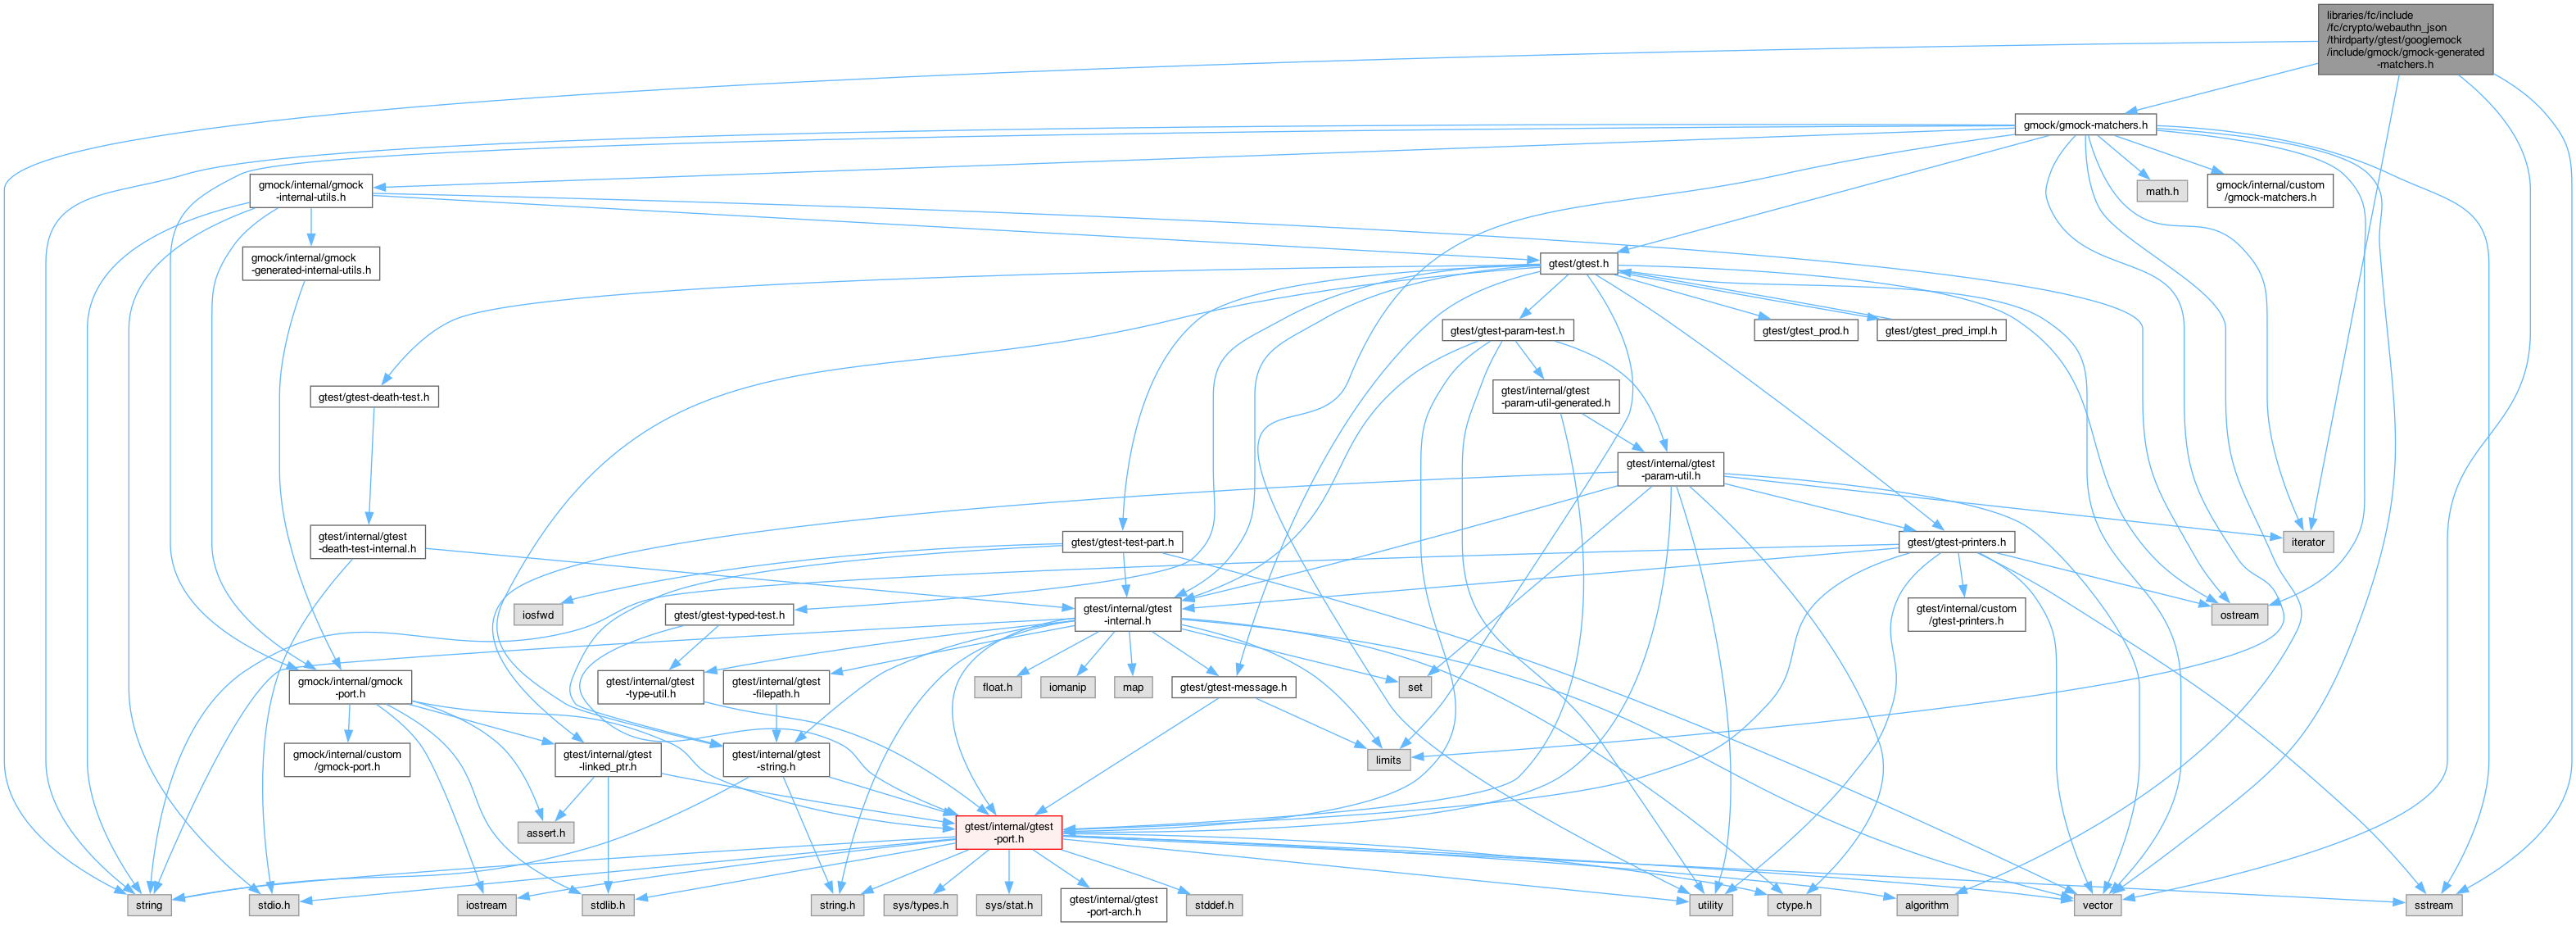 libraries/fc/include
/fc/crypto/webauthn_json
/thirdparty/gtest/googlemock
/include/gmock/gmock-generated
-matchers.h
gmock/gmock-matchers.h
gmock/internal/gmock
-internal-utils.h
math.h
gmock/internal/custom
/gmock-matchers.h
gmock/internal/gmock
-generated-internal-utils.h
gtest/gtest.h
gtest/gtest-param-test.h
gtest/gtest_prod.h
gtest/gtest_pred_impl.h
gtest/gtest-death-test.h
gtest/internal/gtest
-param-util-generated.h
gtest/internal/gtest
-param-util.h
gtest/internal/gtest
-death-test-internal.h
gtest/gtest-test-part.h
gtest/gtest-printers.h
iterator
iosfwd
gtest/gtest-typed-test.h
gtest/internal/gtest
-internal.h
gtest/internal/custom
/gtest-printers.h
ostream
gmock/internal/gmock
-port.h
gtest/internal/gtest
-type-util.h
gtest/internal/gtest
-filepath.h
float.h
iomanip
map
gtest/gtest-message.h
set
gmock/internal/custom
/gmock-port.h
gtest/internal/gtest
-linked_ptr.h
gtest/internal/gtest
-string.h
limits
assert.h
gtest/internal/gtest
-port.h
string
stdio.h
iostream
stdlib.h
string.h
sys/types.h
sys/stat.h
gtest/internal/gtest
-port-arch.h
stddef.h
utility
ctype.h
algorithm
vector
sstream